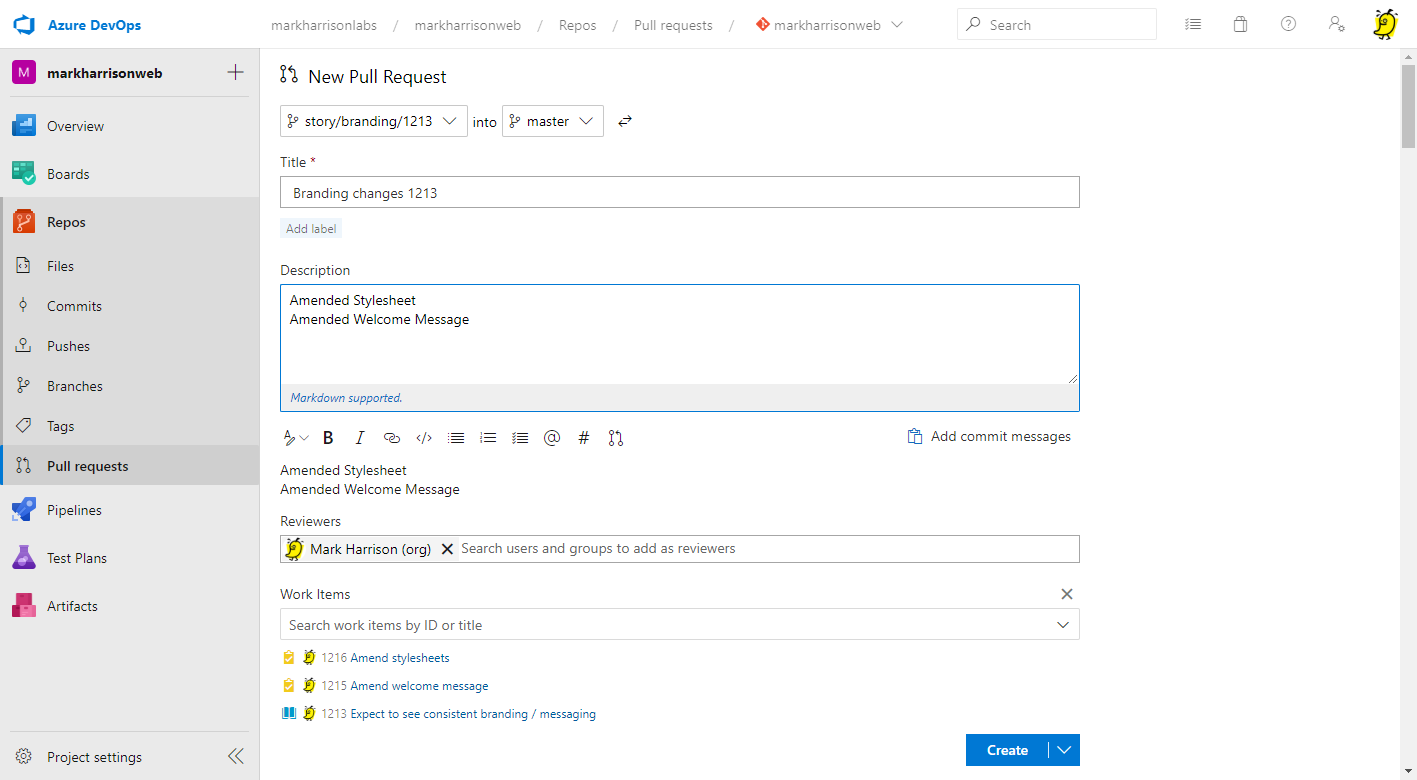 Azure DevOps
markharrisonlabs / markharrisonweb / Repos / Pull requests / markharrisonweb
Search
M markharrisonweb
Overview
Boards
Repos
Files
Commits
Pushes
Branches
Tags
Pull requests
Pipelines
Test Plans
Artifacts
Project settings
New Pull Request
story/branding/1213 into master
Title *
Branding changes 1213
Add label
Description
Amended Stylesheet
Amended Welcome Message
Markdown supported.
B I </> @ # Add commit messages
Amended Stylesheet
Amended Welcome Message
Reviewers
Mark Harrison (org) Search users and groups to add as reviewers
Work Items
Search work items by ID or title
1216 Amend stylesheets
1215 Amend welcome message
1213 Expect to see consistent branding / messaging
Create